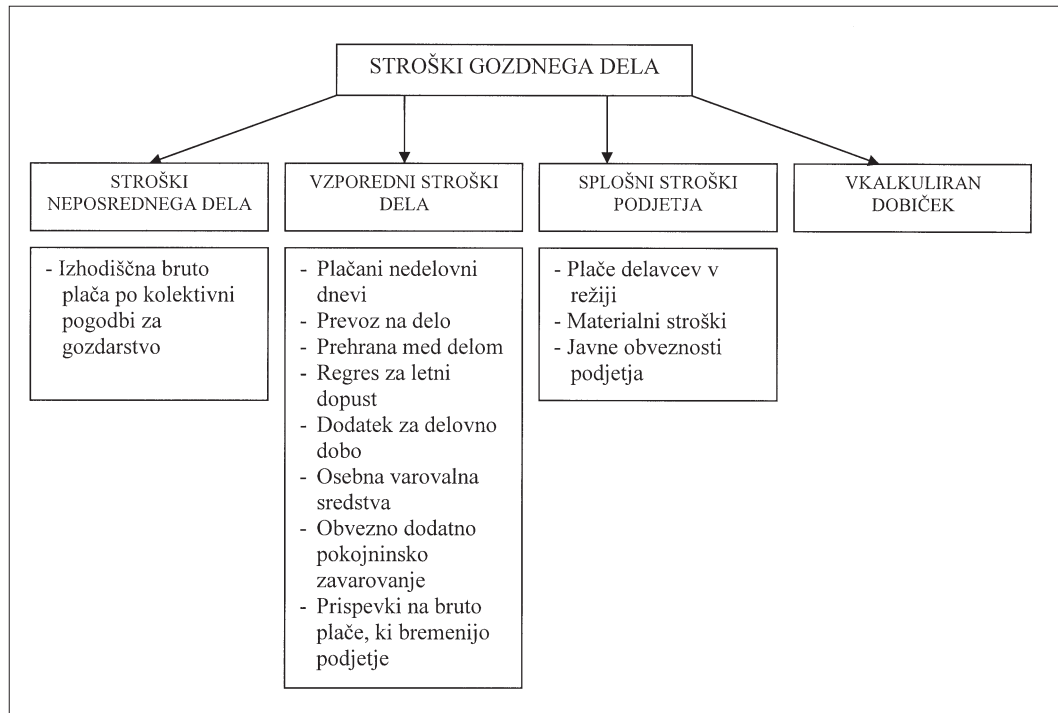 STROŠKI GOZDNEGA DELA
STROŠKI
NEPOSREDNEGA DELA
- Izhodiščna bruto
plača po kolektivni
pogodbi za
gozdarstvo
VZPOREDNI STROŠKI
DELA
- Plačani nedelovni
dnevi
- Prevoz na delo
- Prehrana med delom
- Regres za letni
dopust
- Dodatek za delovno
dobo
- Osebna varovalna
sredstva
- Obvezno dodatno
pokojninsko
zavarovanje
- Prispevki na bruto
plače, ki bremenijo
podjetje
SPLOŠNI STROŠKI
PODJETJA
- Plače delavcev v
režiji
- Materialni stroški
- Javne obveznosti
podjetja
VKALKULIRAN
DOBIČEK